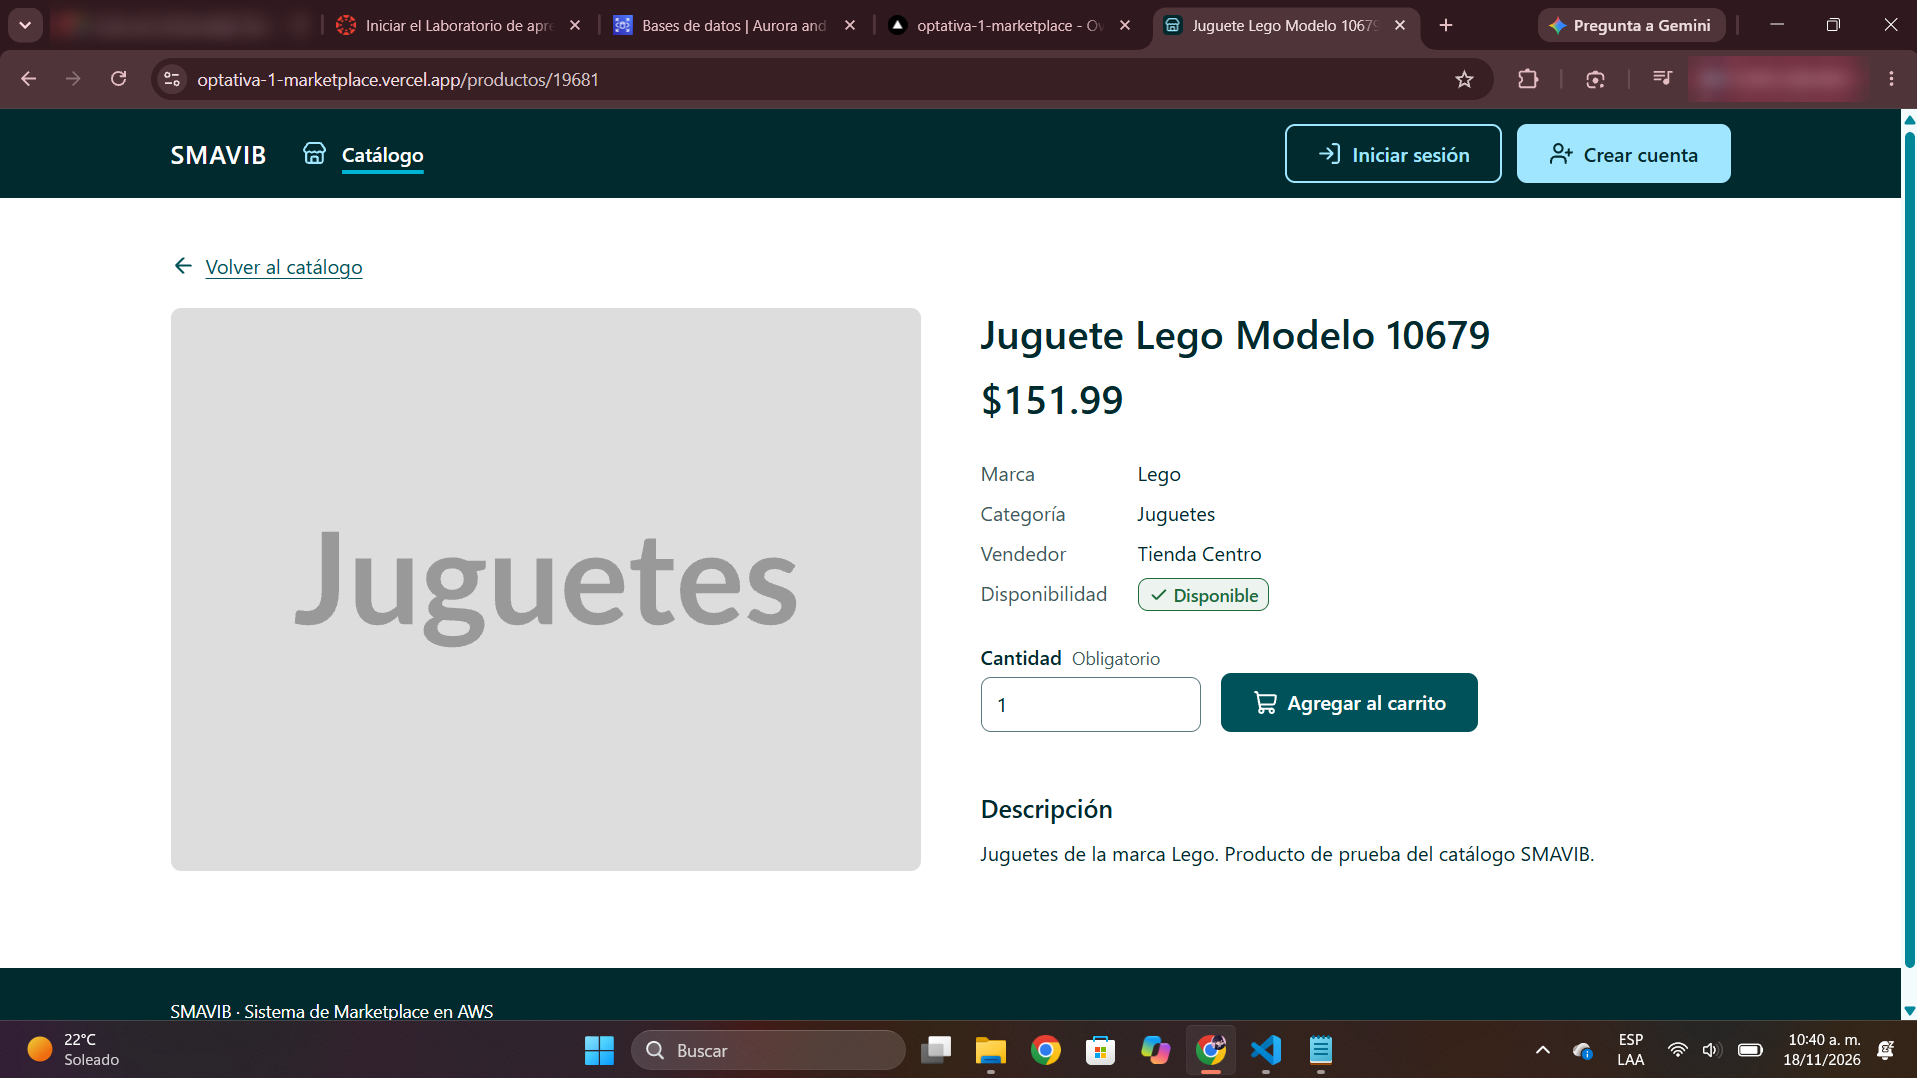 Iniciar el Laboratorio de apre
Bases de datos | Aurora and
optativa-1-marketplace - Ov
Juguete Lego Modelo 10679
Pregunta a Gemini
optativa-1-marketplace.vercel.app/productos/19681
SMAVIB
Catálogo
Iniciar sesión
Crear cuenta
Volver al catálogo
Juguetes
Juguete Lego Modelo 10679
$151.99
Marca Lego
Categoría Juguetes
Vendedor Tienda Centro
Disponibilidad Disponible
Cantidad Obligatorio
1
Agregar al carrito
Descripción
Juguetes de la marca Lego. Producto de prueba del catálogo SMAVIB.
SMAVIB · Sistema de Marketplace en AWS
22°C
Soleado
Buscar
ESP
LAA
10:40 a. m.
18/11/2026